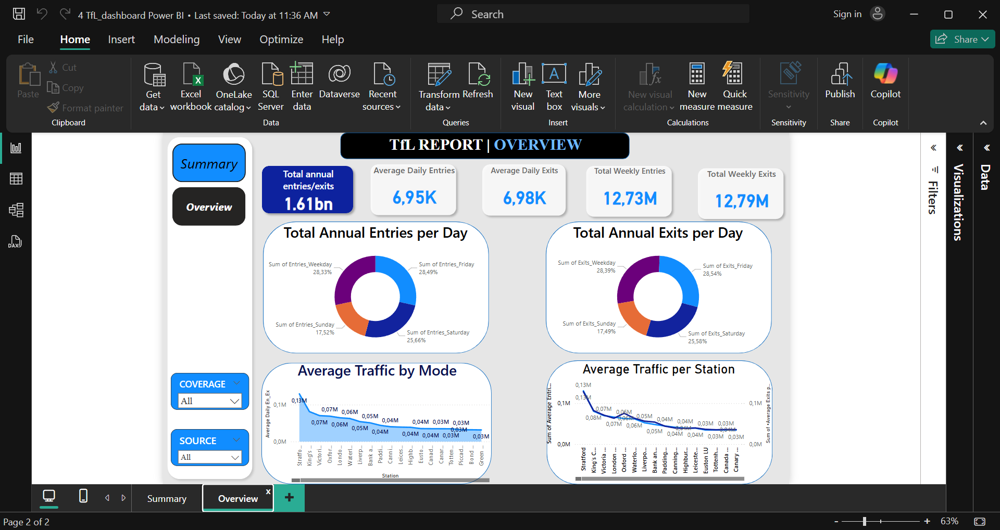 4 TfL_dashboard Power BI • Last saved: Today at 11:36 AM
Search
Sign in
File
Home
Insert
Modeling
View
Optimize
Help
Share
Paste
Cut
Copy
Format painter
Clipboard
Get data
Excel workbook
OneLake catalog
SQL Server
Enter data
Dataverse
Recent sources
Data
Transform data
Refresh
Queries
New visual
Text box
More visuals
Insert
New visual calculation
New measure
Quick measure
Calculations
Sensitivity
Sensitivity
Publish
Share
Copilot
Copilot
DAX
Summary
Overview
COVERAGE
All
SOURCE
All
TfL REPORT | OVERVIEW
Total annual
entries/exits
1.61bn
Average Daily Entries
6,95K
Average Daily Exits
6,98K
Total Weekly Entries
12,73M
Total Weekly Exits
12,79M
Total Annual Entries per Day
Sum of Entries_Weekday
28,33%
Sum of Entries_Friday
28,49%
Sum of Entries_Sunday
17,52%
Sum of Entries_Saturday
25,66%
Total Annual Exits per Day
Sum of Exits_Weekday
28,39%
Sum of Exits_Friday
28,54%
Sum of Exits_Sunday
17,49%
Sum of Exits_Saturday
25,58%
Average Traffic by Mode
Average Daily En_Ex
0,1M
0,0M
0,13M
0,07M
0,07M
0,06M
0,06M
0,05M
0,05M
0,04M
0,04M
0,04M
0,04M
0,04M
0,03M
0,03M
0,03M
0,03M
0,03M
Stratfo...
King's ...
Victori...
Oxfor...
Londo...
Waterl...
Liverp...
Bank a...
Paddi...
Canni...
Leices...
Highb...
Eusto...
Canad...
Canar...
Totten...
Piccad...
Bond ...
Green ...
Station
Average Traffic per Station
Sum of Average Entri...
Sum of •Average Exits p...
0,1M
0,0M
0,1M
0,0M
0,13M
0,13M
0,08M
0,07M
0,07M
0,06M
0,06M
0,06M
0,05M
0,05M
0,04M
0,04M
0,04M
0,04M
0,03M
0,03M
0,03M
0,04M
0,03M
Stratford
King's C...
Victoria ...
London ...
Oxford ...
Waterlo...
Liverpo...
Bank an...
Padding...
Canning...
Highbur...
Leiceste...
Euston LU
Tottenh...
Canada ...
Canary ...
Filters
Visualizations
Data
Summary
Overview
x
Page 2 of 2
63%